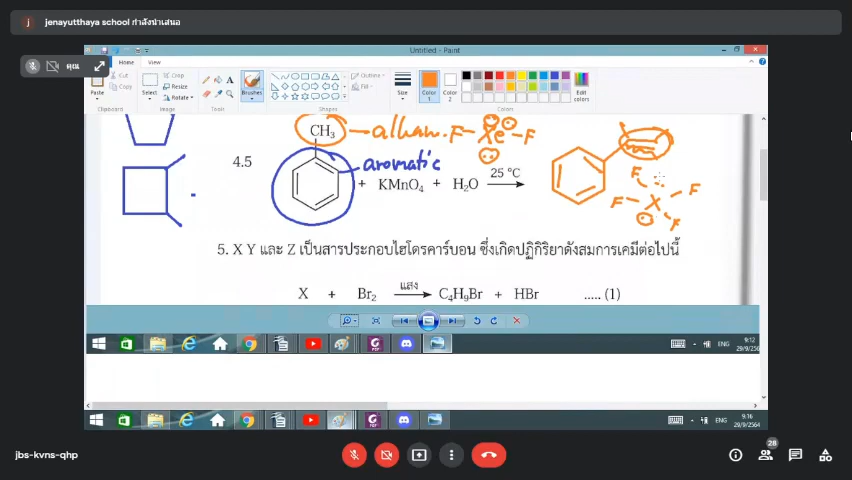 jenayutthaya school กำลังนำเสนอ
Untitled - Paint
คุณ
Home View
Cut
Copy
Paste
Clipboard
Select
Crop
Resize
Rotate
Image
A
Tools
Brushes
Outline
Fill
Shapes
Size
Color 1
Color 2
Edit colors
Colors
CH₃ F Xe F
4.5 aromatic
+ KMnO₄ + H₂O 25 °C
F F F X F
5. X Y และ Z เป็นสารประกอบไฮโดรคาร์บอน ซึ่งเกิดปฏิกิริยาดังสมการเคมีต่อไปนี้
X + Br₂ แสง C₄H₉Br + HBr ..... (1)
ENG 9:12
29/9/256
ENG 9:16
29/9/2564
jbs-kvns-qhp
28